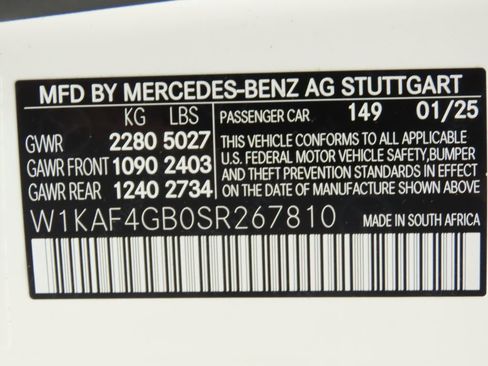 MFD BY MERCEDES-BENZ AG STUTTGART
KG LBS PASSENGER CAR 149 01/25
GVWR 2280 5027 THIS VEHICLE CONFORMS TO ALL APPLICABLE
GAWR FRONT 1090 2403 U.S. FEDERAL MOTOR VEHICLE SAFETY,BUMPER
GAWR REAR 1240 2734 AND THEFT PREVENTION STANDARDS IN EFFECT
ON THE DATE OF MANUFACTURE SHOWN ABOVE.
W1KAF4GB0SR267810 MADE IN SOUTH AFRICA